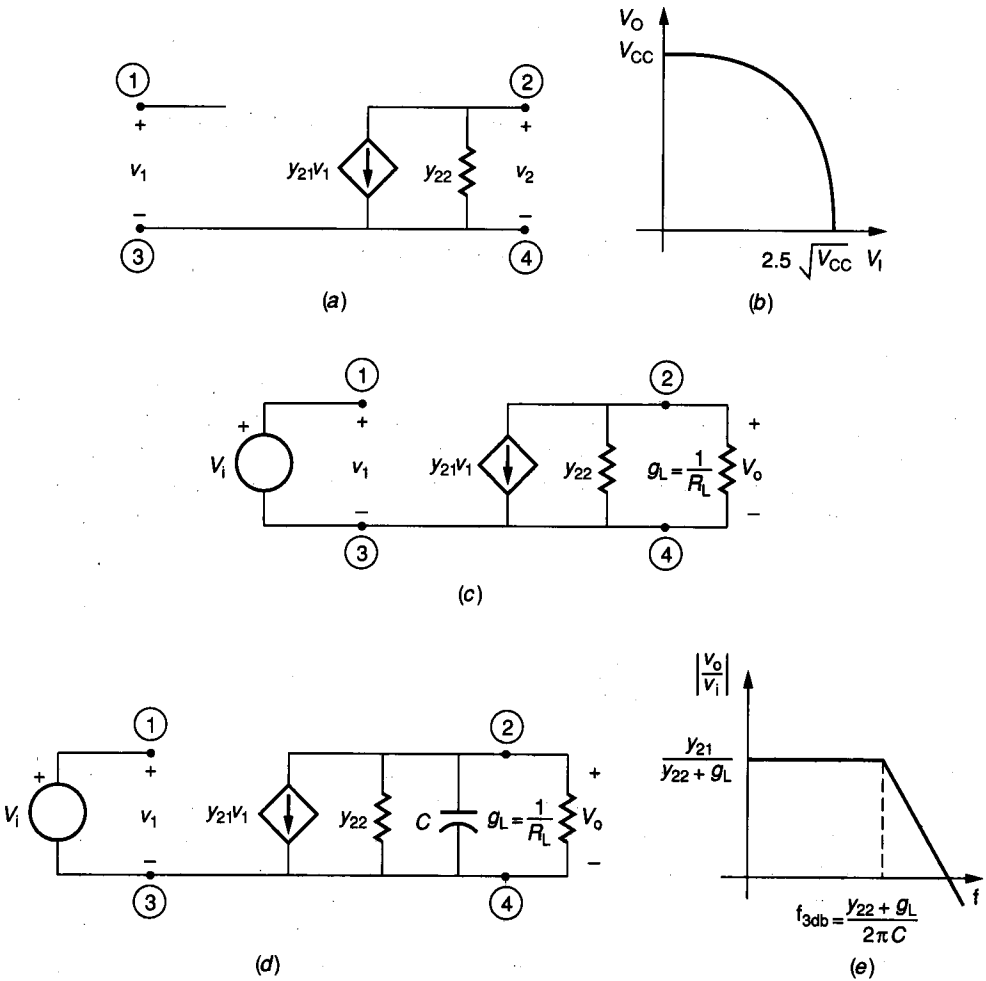 1
+
v1
−
3
y21v1
y22
2
+
v2
−
4
(a)
VO
VCC
2.5 √VCC
VI
(b)
+
Vi
1
+
v1
−
3
y21v1
y22
2
gL = 1/RL
+
Vo
−
4
(c)
+
Vi
1
+
v1
−
3
y21v1
y22
C
2
gL = 1/RL
+
Vo
−
4
(d)
|vo/vi|
y21/(y22 + gL)
f
f3db = (y22 + gL)/(2πC)
(e)